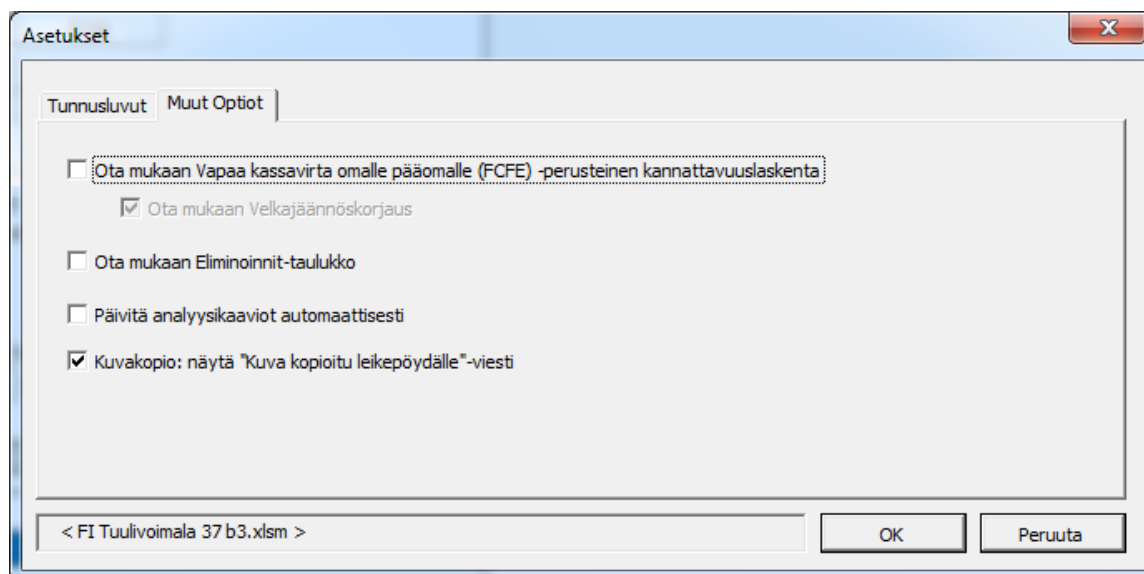 Asetukset
Tunnusluvut Muut Optiot
Ota mukaan Vapaa kassavirta omalle pääomalle (FCFE) -perusteinen kannattavuuslaskenta
Ota mukaan Velkajäännöskorjaus
Ota mukaan Eliminoinnit-taulukko
Päivitä analyysikaaviot automaattisesti
Kuvakopio: näytä "Kuva kopioitu leikepöydälle"-viesti
< FI Tuulivoimala 37 b3.xlsm > OK Peruuta